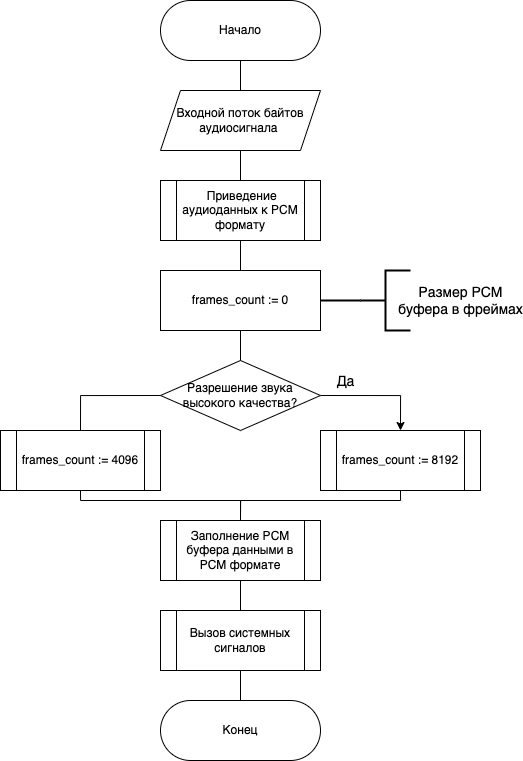 Начало
Входной поток байтов
аудиосигнала
Приведение
аудиоданных к PCM
формату
frames_count := 0
Размер PCM
буфера в фреймах
Разрешение звука
высокого качества?
Да
frames_count := 4096
frames_count := 8192
Заполнение PCM
буфера данными в
PCM формате
Вызов системных
сигналов
Конец